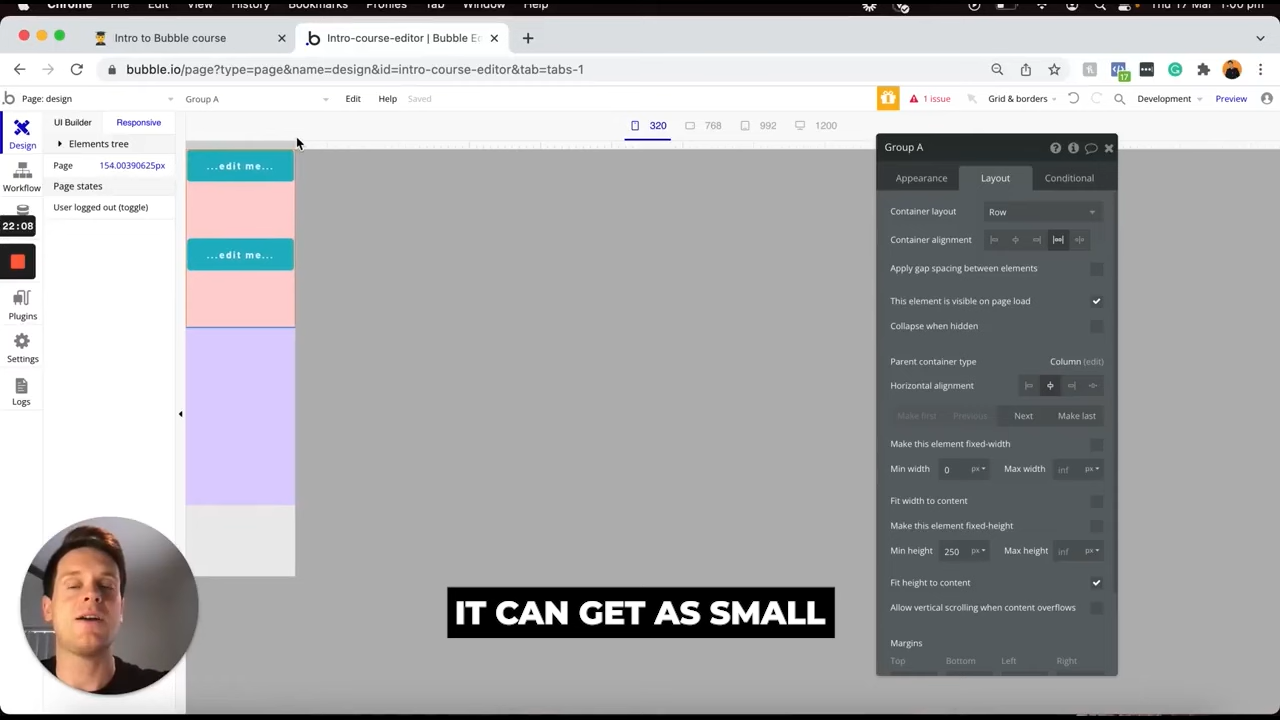 Chrome File Edit View History Bookmarks Profiles Tab Window Help Thu 17 Mar 1:00 pm
Intro to Bubble course
Intro-course-editor | Bubble Ed
bubble.io/page?type=page&name=design&id=intro-course-editor&tab=tabs-1
17
Page: design
Group A
Edit
Help
Saved
1 issue
Grid & borders
Development
Preview
Design
Workflow
22:08
Plugins
Settings
Logs
UI Builder
Responsive
Elements tree
Page
154.00390625px
Page states
User logged out (toggle)
320
768
992
1200
...edit me...
...edit me...
Group A
Appearance
Layout
Conditional
Container layout
Row
Container alignment
Apply gap spacing between elements
This element is visible on page load
Collapse when hidden
Parent container type
Column (edit)
Horizontal alignment
Make first
Previous
Next
Make last
Make this element fixed-width
Min width 0 px
Max width inf px
Fit width to content
Make this element fixed-height
Min height 250 px
Max height inf px
Fit height to content
Allow vertical scrolling when content overflows
Margins
Top
Bottom
Left
Right
IT CAN GET AS SMALL